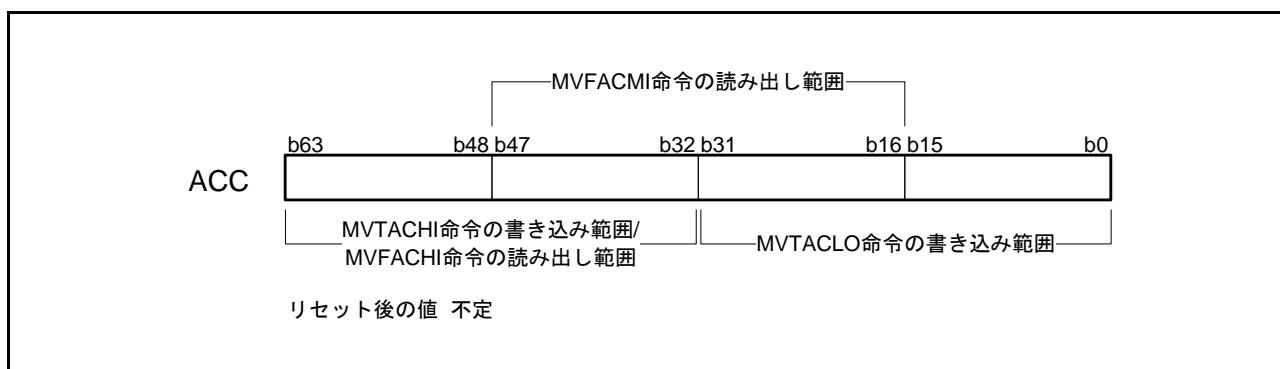 MVFACMI命令の読み出し範囲
b63 b48 b47 b32 b31 b16 b15 b0
ACC
MVTACHI命令の書き込み範囲/
MVFACHI命令の読み出し範囲
MVTACLO命令の書き込み範囲
リセット後の値 不定